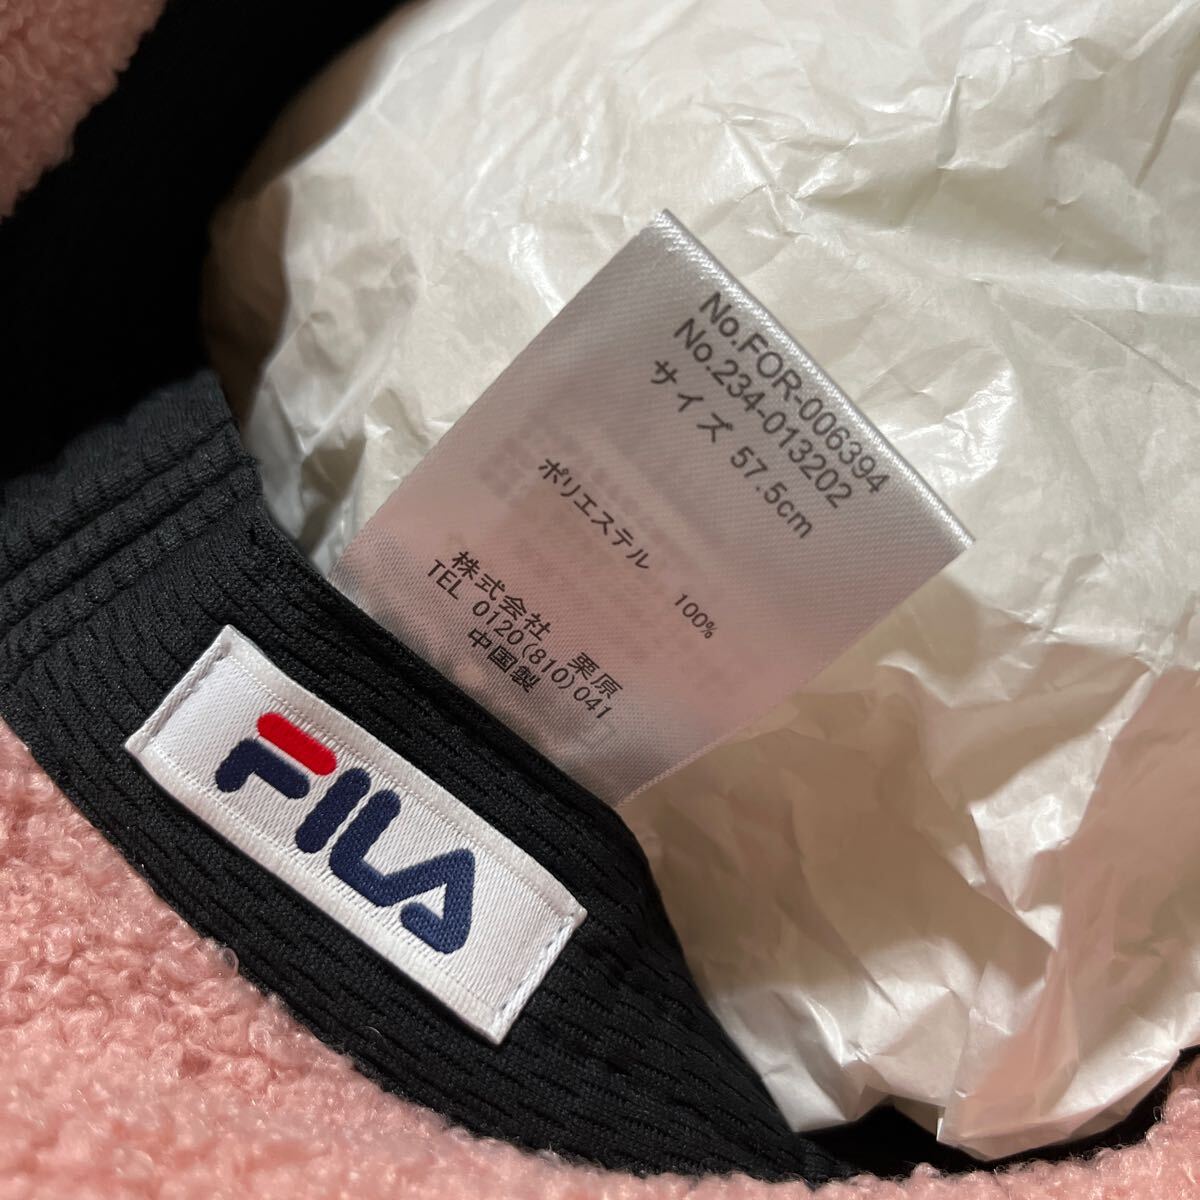 No.FOR-006394
No.234-013202
サイズ 57.5cm
ポリエステル 100%
株式会社 栗原
TEL 0120(810)041
中国製
FILA